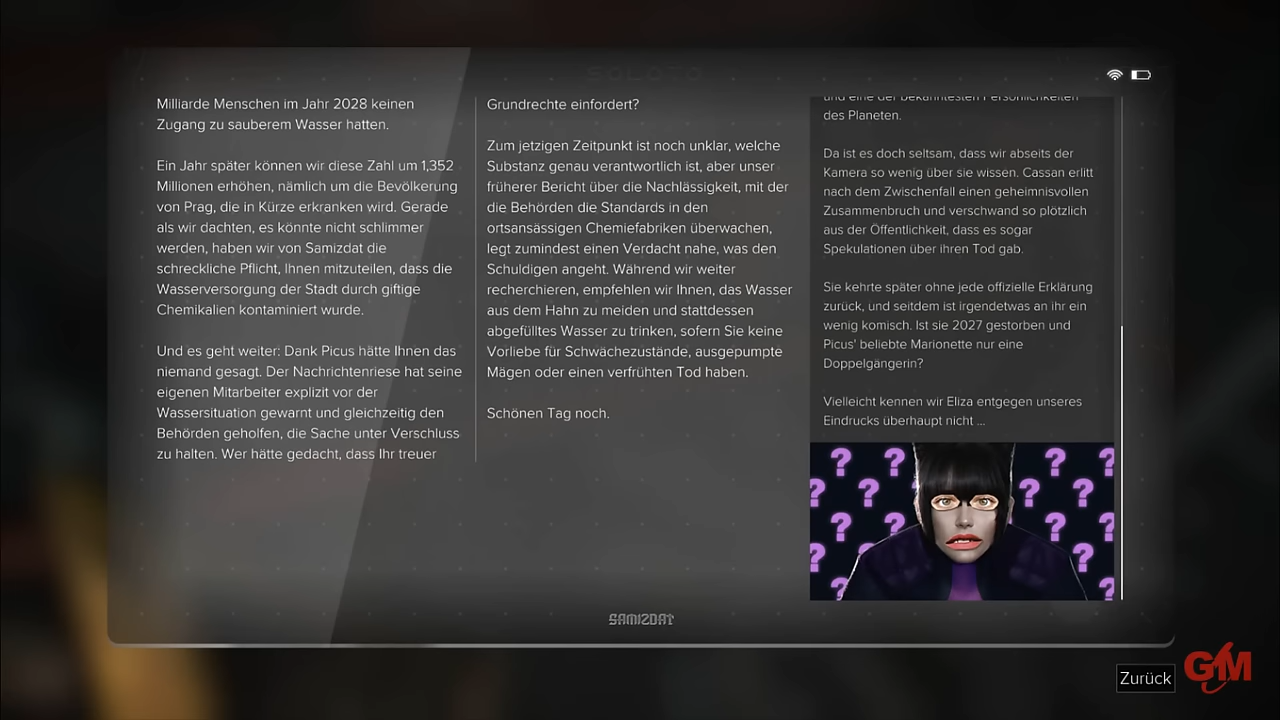 SOLOTO
Milliarde Menschen im Jahr 2028 keinen
Zugang zu sauberem Wasser hatten.
Ein Jahr später können wir diese Zahl um 1,352
Millionen erhöhen, nämlich um die Bevölkerung
von Prag, die in Kürze erkranken wird. Gerade
als wir dachten, es könnte nicht schlimmer
werden, haben wir von Samizdat die
schreckliche Pflicht, Ihnen mitzuteilen, dass die
Wasserversorgung der Stadt durch giftige
Chemikalien kontaminiert wurde.
Und es geht weiter: Dank Picus hätte Ihnen das
niemand gesagt. Der Nachrichtenriese hat seine
eigenen Mitarbeiter explizit vor der
Wassersituation gewarnt und gleichzeitig den
Behörden geholfen, die Sache unter Verschluss
zu halten. Wer hätte gedacht, dass Ihr treuer
Grundrechte einfordert?
Zum jetzigen Zeitpunkt ist noch unklar, welche
Substanz genau verantwortlich ist, aber unser
früherer Bericht über die Nachlässigkeit, mit der
die Behörden die Standards in den
ortsansässigen Chemiefabriken überwachen,
legt zumindest einen Verdacht nahe, was den
Schuldigen angeht. Während wir weiter
recherchieren, empfehlen wir Ihnen, das Wasser
aus dem Hahn zu meiden und stattdessen
abgefülltes Wasser zu trinken, sofern Sie keine
Vorliebe für Schwächezustände, ausgepumpte
Mägen oder einen verfrühten Tod haben.
Schönen Tag noch.
und eine der bekanntesten Persönlichkeiten
des Planeten.
Da ist es doch seltsam, dass wir abseits der
Kamera so wenig über sie wissen. Cassan erlitt
nach dem Zwischenfall einen geheimnisvollen
Zusammenbruch und verschwand so plötzlich
aus der Öffentlichkeit, dass es sogar
Spekulationen über ihren Tod gab.
Sie kehrte später ohne jede offizielle Erklärung
zurück, und seitdem ist irgendetwas an ihr ein
wenig komisch. Ist sie 2027 gestorben und
Picus' beliebte Marionette nur eine
Doppelgängerin?
Vielleicht kennen wir Eliza entgegen unseres
Eindrucks überhaupt nicht ...
SAMIZDAT
Zurück
GM